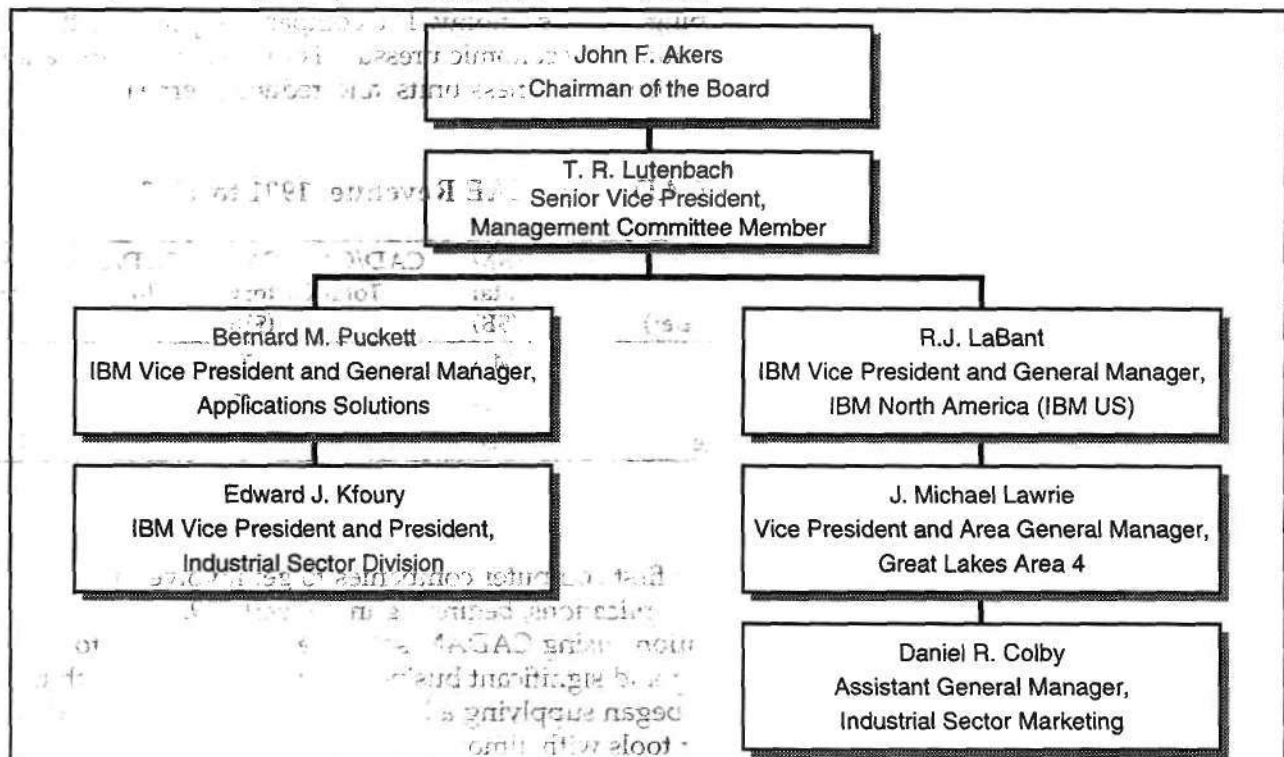 John F. Akers
Chairman of the Board
T. R. Lutenbach
Senior Vice President,
Management Committee Member
Bernard M. Puckett
IBM Vice President and General Manager,
Applications Solutions
R.J. LaBant
IBM Vice President and General Manager,
IBM North America (IBM US)
Edward J. Kfoury
IBM Vice President and President,
Industrial Sector Division
J. Michael Lawrie
Vice President and Area General Manager,
Great Lakes Area 4
Daniel R. Colby
Assistant General Manager,
Industrial Sector Marketing